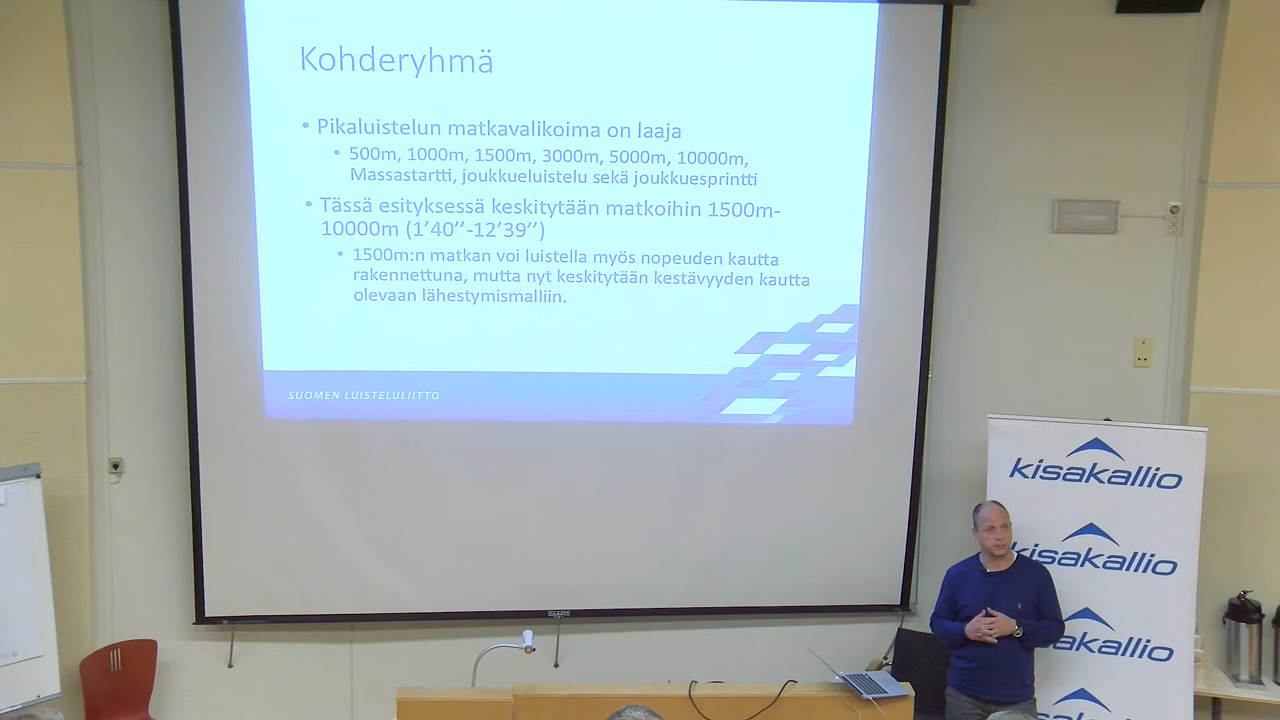 Kohderyhmä
• Pikaluistelun matkavalikoima on laaja
• 500m, 1000m, 1500m, 3000m, 5000m, 10000m,
Massastartti, joukkueluistelu sekä joukkuesprintti
• Tässä esityksessä keskitytään matkoihin 1500m-
10000m (1’40’’-12’39’’)
• 1500m:n matkan voi luistella myös nopeuden kautta
rakennettuna, mutta nyt keskitytään kestävyyden kautta
olevaan lähestymismalliin.
SUOMEN LUISTELULIITTO
kisakallio
kisakallio
sakallio